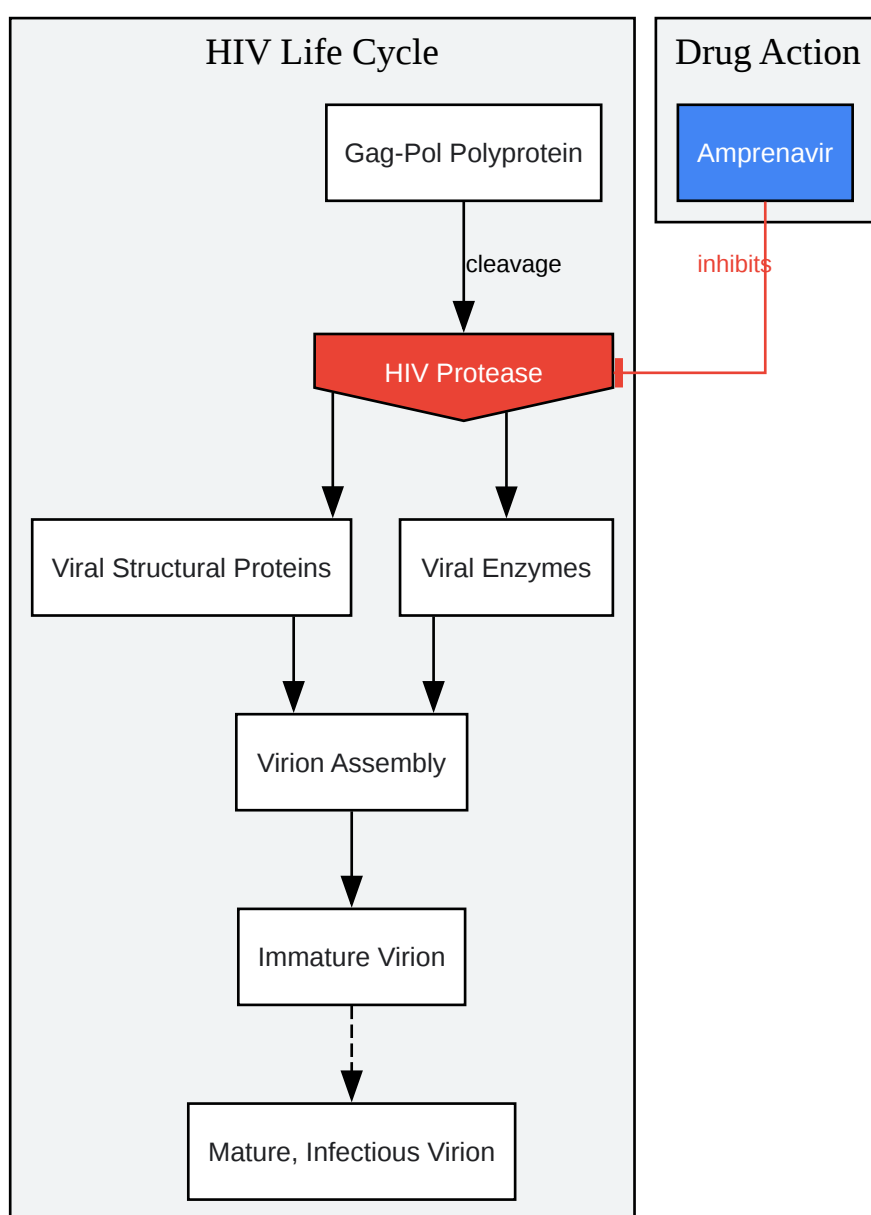 HIV Life Cycle
Drug Action
Gag-Pol Polyprotein
Amprenavir
cleavage
inhibits
HIV Protease
Viral Structural Proteins
Viral Enzymes
Virion Assembly
Immature Virion
Mature, Infectious Virion